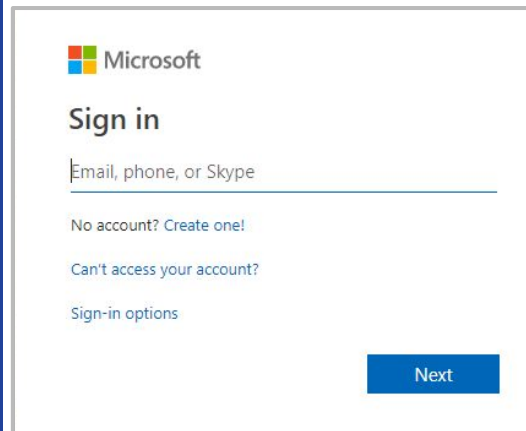 Microsoft
Sign in
Email, phone, or Skype
No account? Create one!
Can't access your account?
Sign-in options
Next